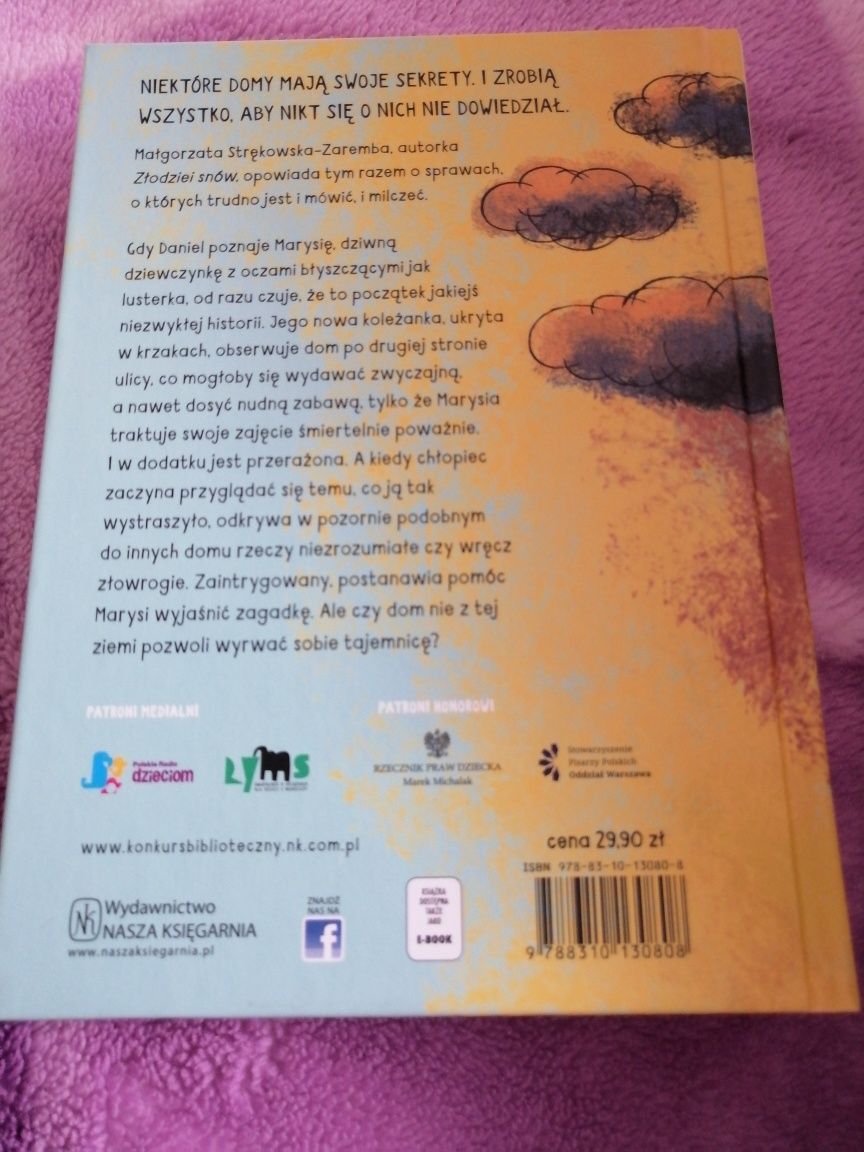 NIEKTÓRE DOMY MAJĄ SWOJE SEKRETY. I ZROBIĄ
WSZYSTKO, ABY NIKT SIĘ O NICH NIE DOWIEDZIAŁ.
Małgorzata Strękowska-Zaremba, autorka
Złodziei snów, opowiada tym razem o sprawach,
o których trudno jest i mówić, i milczeć.
Gdy Daniel poznaje Marysię, dziwną
dziewczynkę z oczami błyszczącymi jak
lusterka, od razu czuje, że to początek jakiejś
niezwykłej historii. Jego nowa koleżanka, ukryta
w krzakach, obserwuje dom po drugiej stronie
ulicy, co mogłoby się wydawać zwyczajną,
a nawet dosyć nudną zabawą, tylko że Marysia
traktuje swoje zajęcie śmiertelnie poważnie.
I w dodatku jest przerażona. A kiedy chłopiec
zaczyna przyglądać się temu, co ją tak
wystraszyło, odkrywa w pozornie podobnym
do innych domu rzeczy niezrozumiałe czy wręcz
złowrogie. Zaintrygowany, postanawia pomóc
Marysi wyjaśnić zagadkę. Ale czy dom nie z tej
ziemi pozwoli wyrwać sobie tajemnicę?
PATRONI MEDIALNI
PATRONI HONOROWI
Polskie Radio
dzieciom
LYMS
RZECZNIK PRAW DZIECKA
Marek Michalak
Stowarzyszenie
Pisarzy Polskich
Oddział Warszawa
www.konkursbiblioteczny.nk.com.pl
cena 29,90 zł
ISBN 978-83-10-13080-8
Wydawnictwo
NASZA KSIĘGARNIA
www.naszaksiegarnia.pl
ZNAJDŹ
NAS NA
f
KSIĄŻKA
DOSTĘPNA
TAKŻE
JAKO
E-BOOK
9 788310 130808